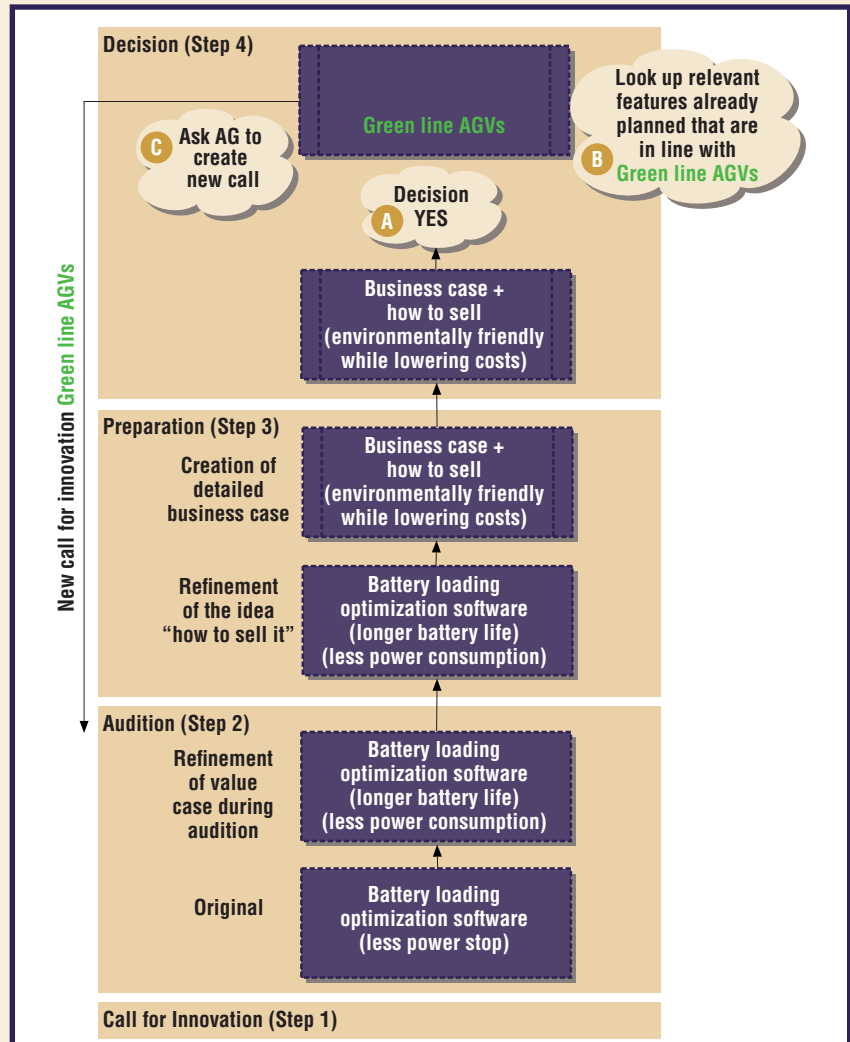 Decision (Step 4)
Green line AGVs
Look up relevant
features already
planned that are
in line with
Green line AGVs
B
C
Ask AG to
create
new call
Decision
YES
A
Business case +
how to sell
(environmentally friendly
while lowering costs)
New call for innovation Green line AGVs
Preparation (Step 3)
Creation of
detailed
business case
Business case +
how to sell
(environmentally friendly
while lowering costs)
Refinement
of the idea
“how to sell it”
Battery loading
optimization software
(longer battery life)
(less power consumption)
Audition (Step 2)
Refinement
of value
case during
audition
Battery loading
optimization software
(longer battery life)
(less power consumption)
Original
Battery loading
optimization software
(less power stop)
Call for Innovation (Step 1)